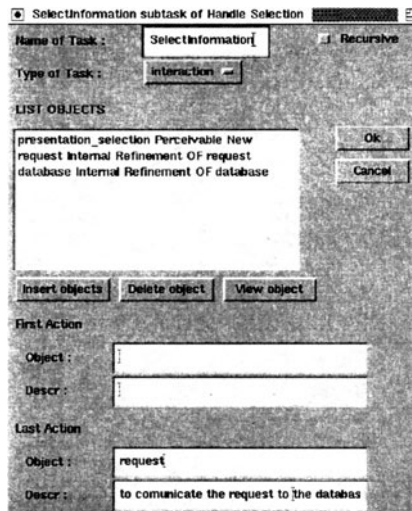 SelectInformation subtask of Handle Selection
Name of Task : SelectInformation Recursive
Type of Task : interaction
LIST OBJECTS
presentation_selection Perceivable New
request Internal Refinement OF request
database Internal Refinement OF database
Ok
Cancel
Insert objects Delete object View object
First Action
Object :
Descr :
Last Action
Object : request
Descr : to comunicate the request to the databas